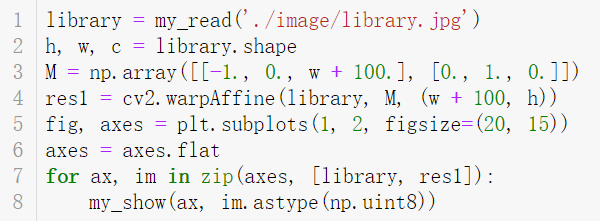 1 library = my_read('./image/library.jpg')
2 h, w, c = library.shape
3 M = np.array([[-1., 0., w + 100.], [0., 1., 0.]])
4 res1 = cv2.warpAffine(library, M, (w + 100, h))
5 fig, axes = plt.subplots(1, 2, figsize=(20, 15))
6 axes = axes.flat
7 for ax, im in zip(axes, [library, res1]):
8     my_show(ax, im.astype(np.uint8))